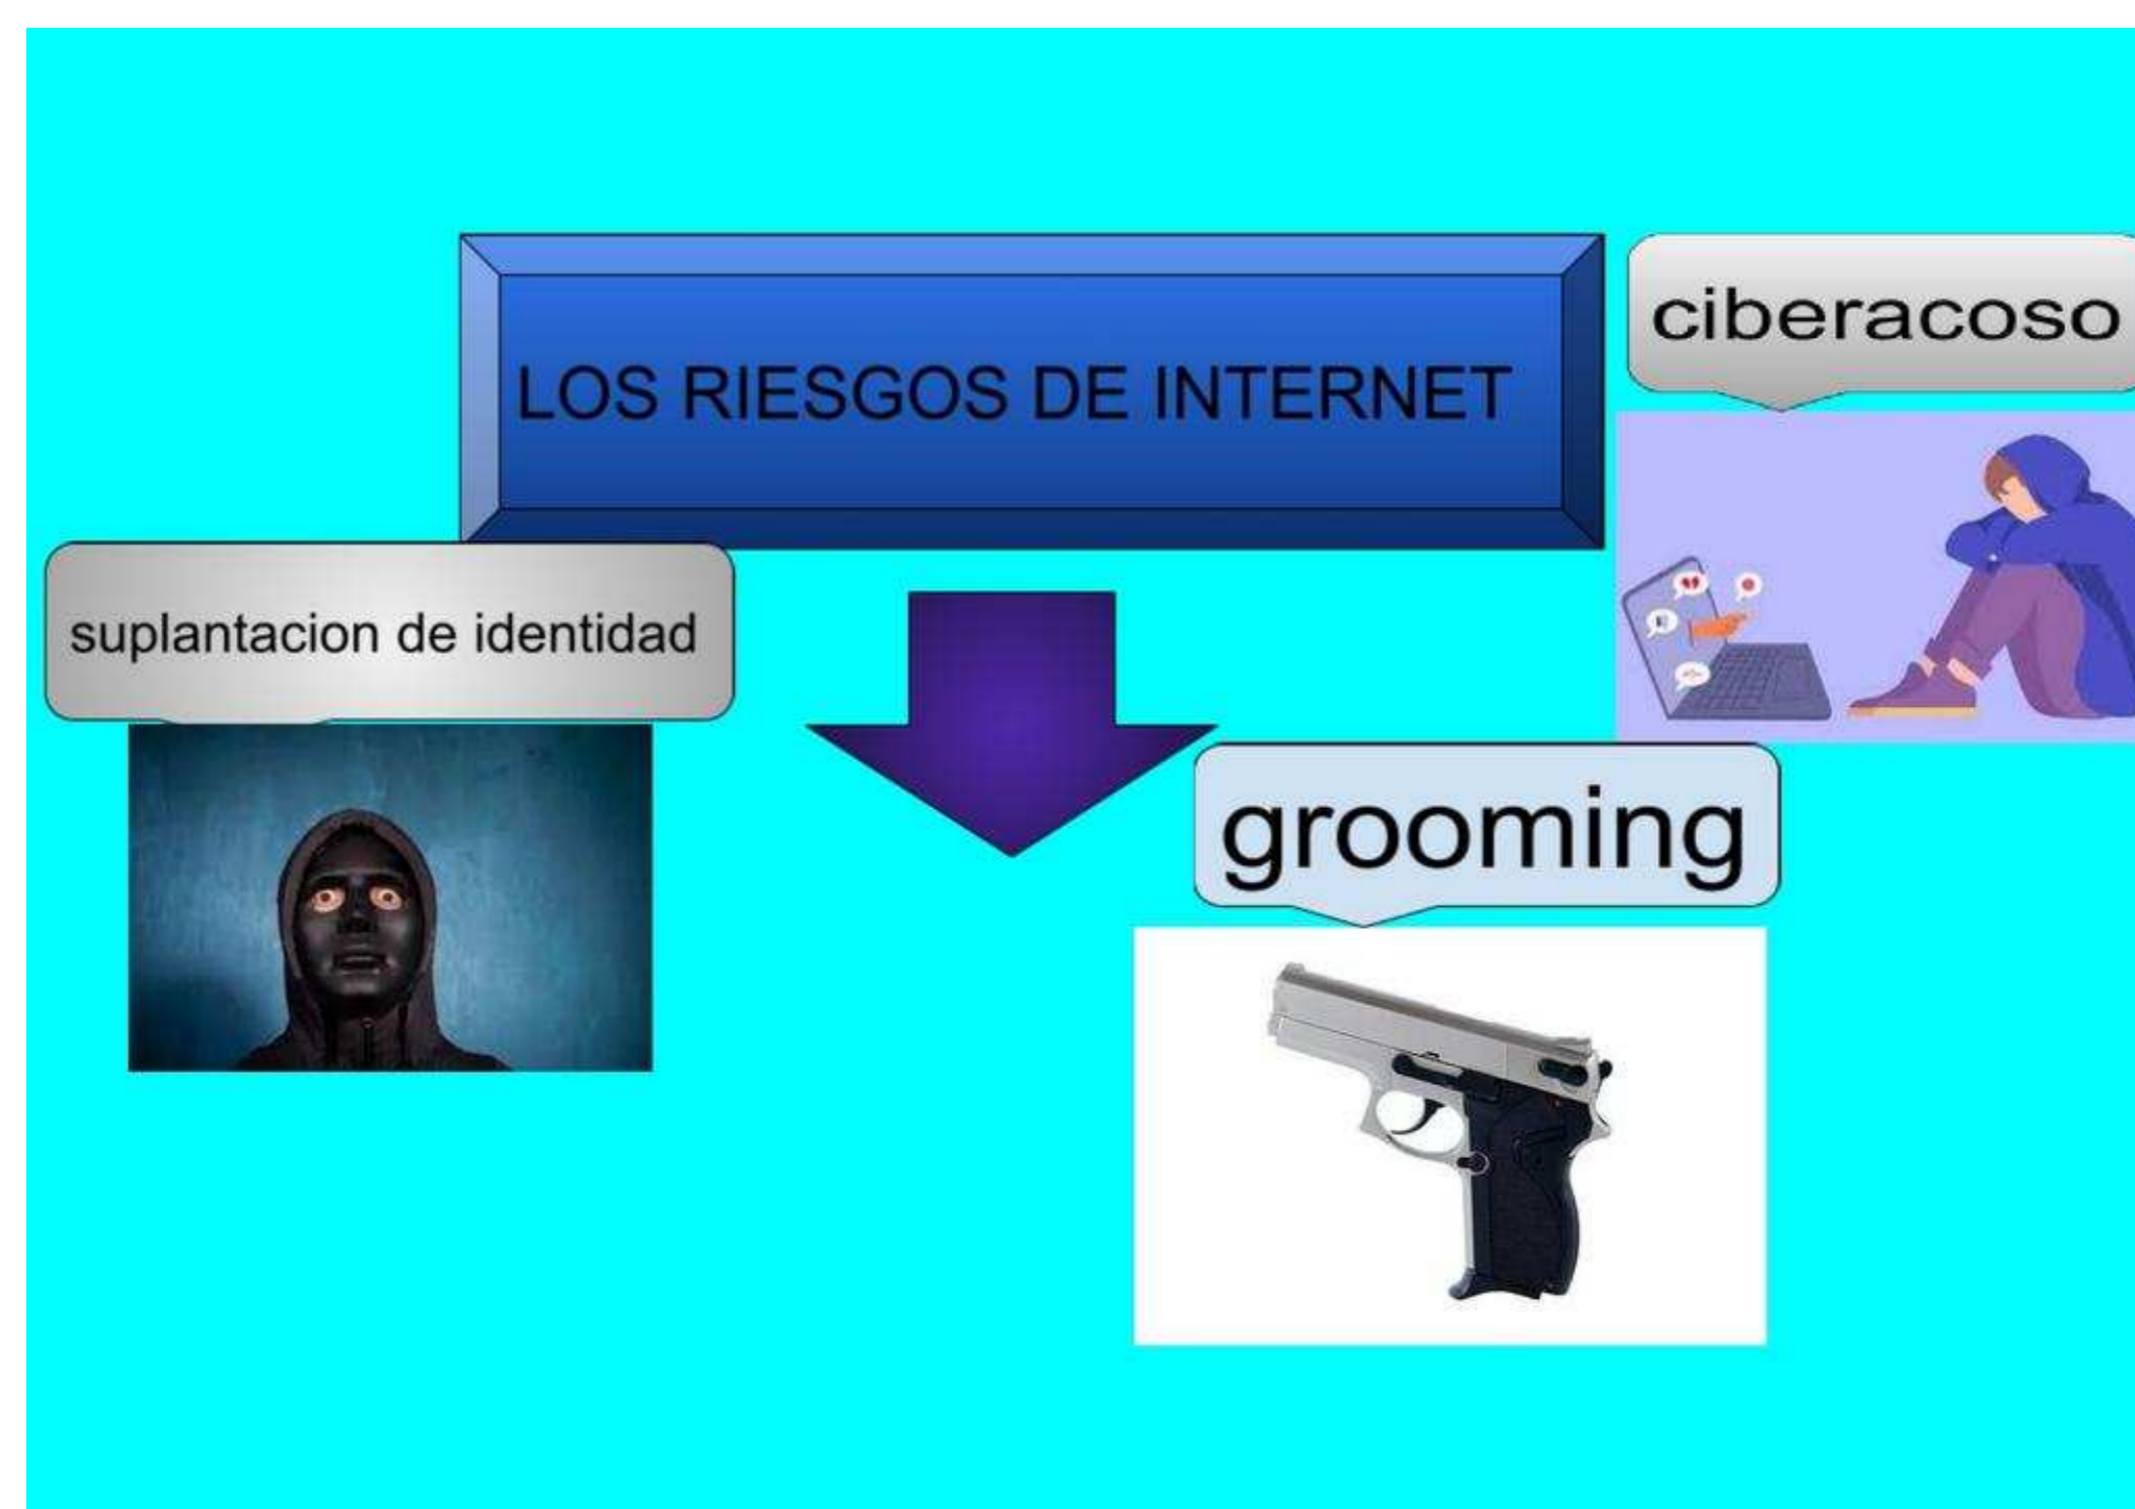 LOS RIESGOS DE INTERNET
ciberacoso
suplantacion de identidad
grooming